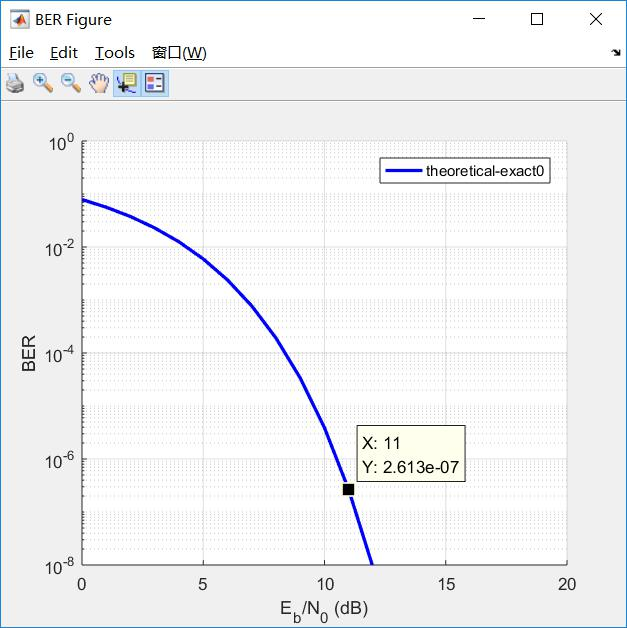 BER Figure
File Edit Tools 窗口(W)
10^0
theoretical-exact0
10^-2
BER
10^-4
X: 11
Y: 2.613e-07
10^-6
10^-8
0 5 10 15 20
E_b/N_0 (dB)